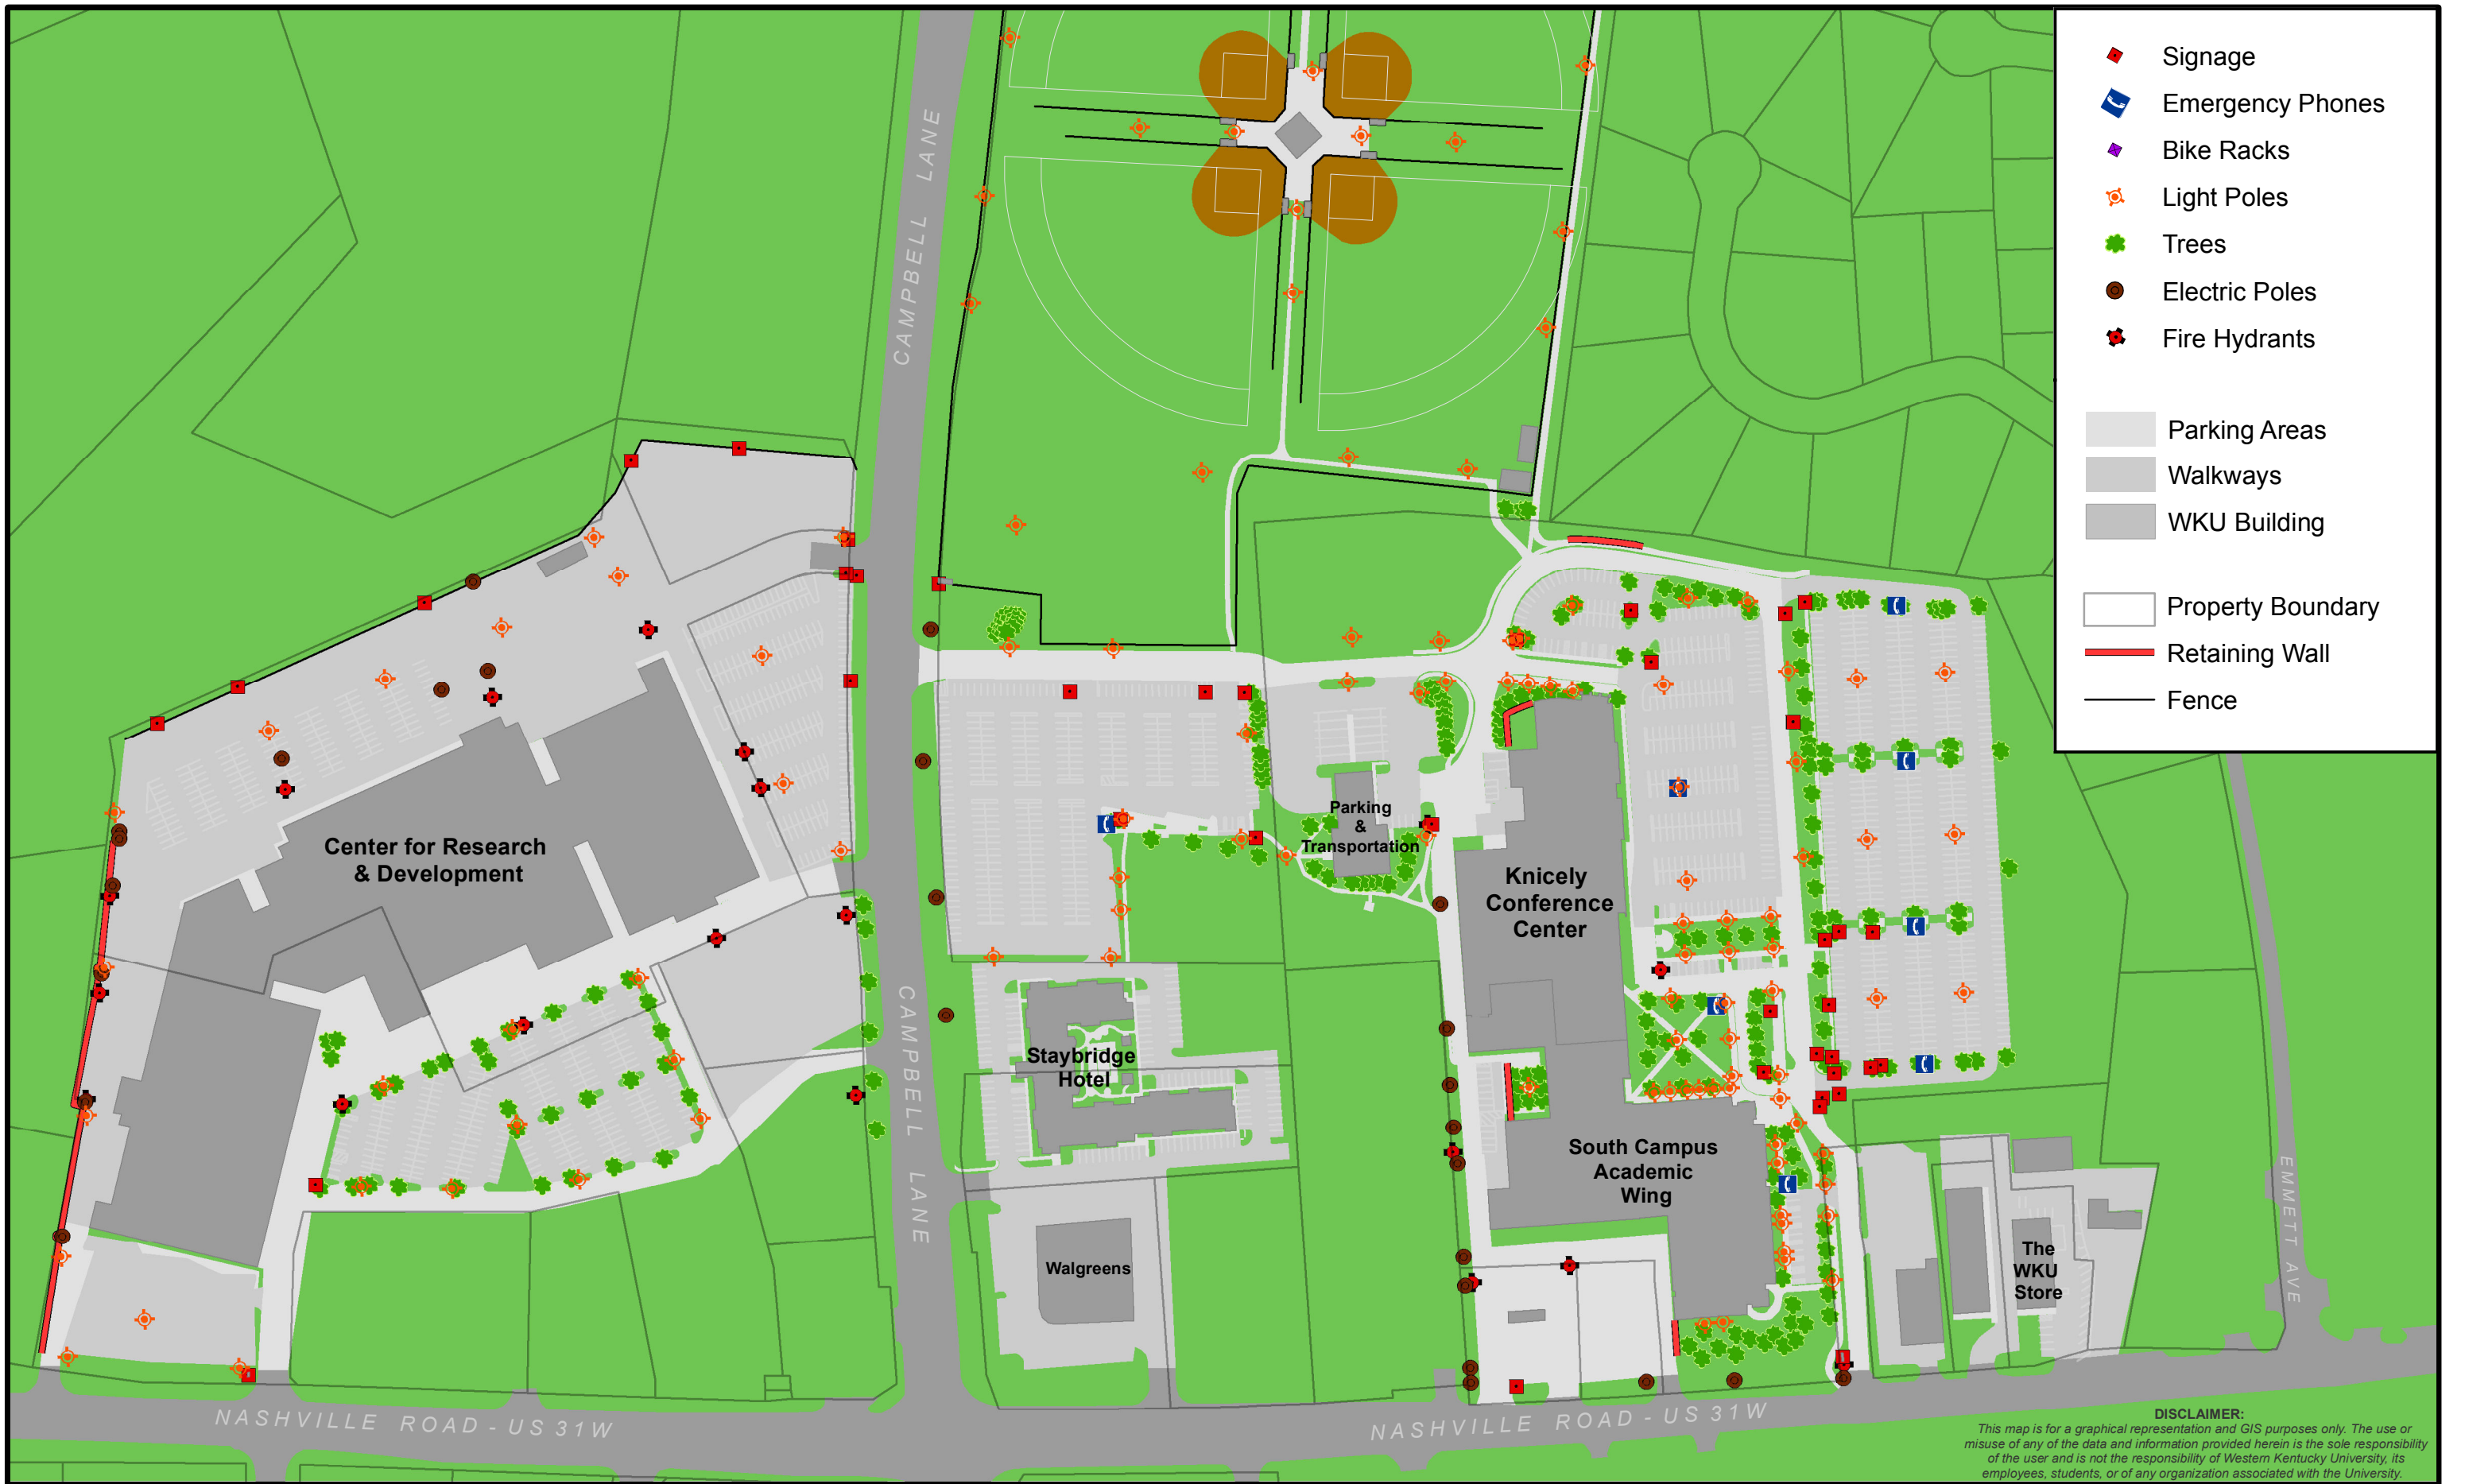 Signage
Emergency Phones
Bike Racks
Light Poles
Trees
Electric Poles
Fire Hydrants
Parking Areas
Walkways
WKU Building
Property Boundary
Retaining Wall
Fence
CAMPBELL LANE
Center for Research
& Development
Parking
&
Transportation
Knicely
Conference
Center
CAMPBELL LANE
Staybridge
Hotel
South Campus
Academic
Wing
Walgreens
The
WKU
Store
EMMETT AVE
NASHVILLE ROAD - US 31W
NASHVILLE ROAD - US 31W
DISCLAIMER:
This map is for a graphical representation and GIS purposes only. The use or
misuse of any of the data and information provided herein is the sole responsibility
of the user and is not the responsibility of Western Kentucky University, its
employees, students, or of any organization associated with the University.